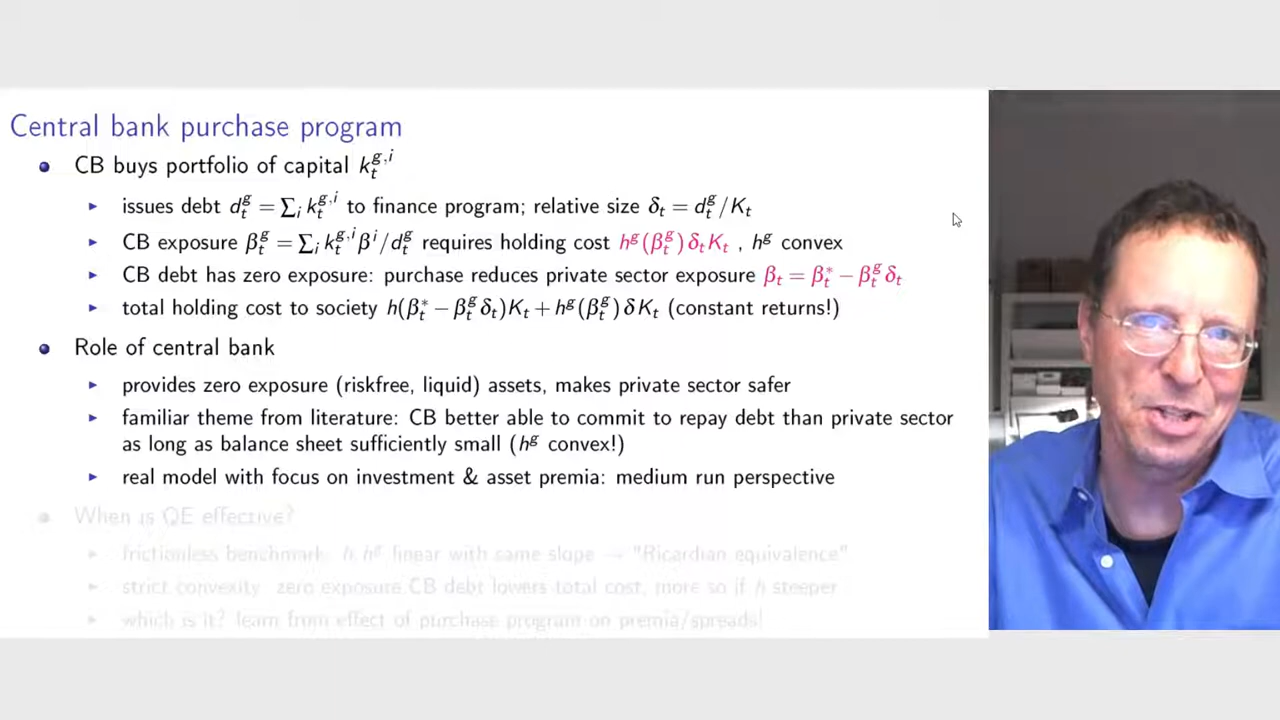 Central bank purchase program
• CB buys portfolio of capital k_t^{g,i}
▸ issues debt d_t^g = ∑_i k_t^{g,i} to finance program; relative size δ_t = d_t^g/K_t
▸ CB exposure β_t^g = ∑_i k_t^{g,i} β^i/d_t^g requires holding cost h^g(β_t^g) δ_t K_t , h^g convex
▸ CB debt has zero exposure: purchase reduces private sector exposure β_t = β_t^* − β_t^g δ_t
▸ total holding cost to society h(β_t^* − β_t^g δ_t)K_t + h^g(β_t^g) δ K_t (constant returns!)
• Role of central bank
▸ provides zero exposure (riskfree, liquid) assets, makes private sector safer
▸ familiar theme from literature: CB better able to commit to repay debt than private sector
as long as balance sheet sufficiently small (h^g convex!)
▸ real model with focus on investment & asset premia: medium run perspective
• When is QE effective?
▸ frictionless benchmark: h, h^g linear with same slope → "Ricardian equivalence"
▸ strict convexity zero exposure CB debt lowers total cost, more so if h steeper
▸ which is it? learn from effect of purchase program on premia/spreads!